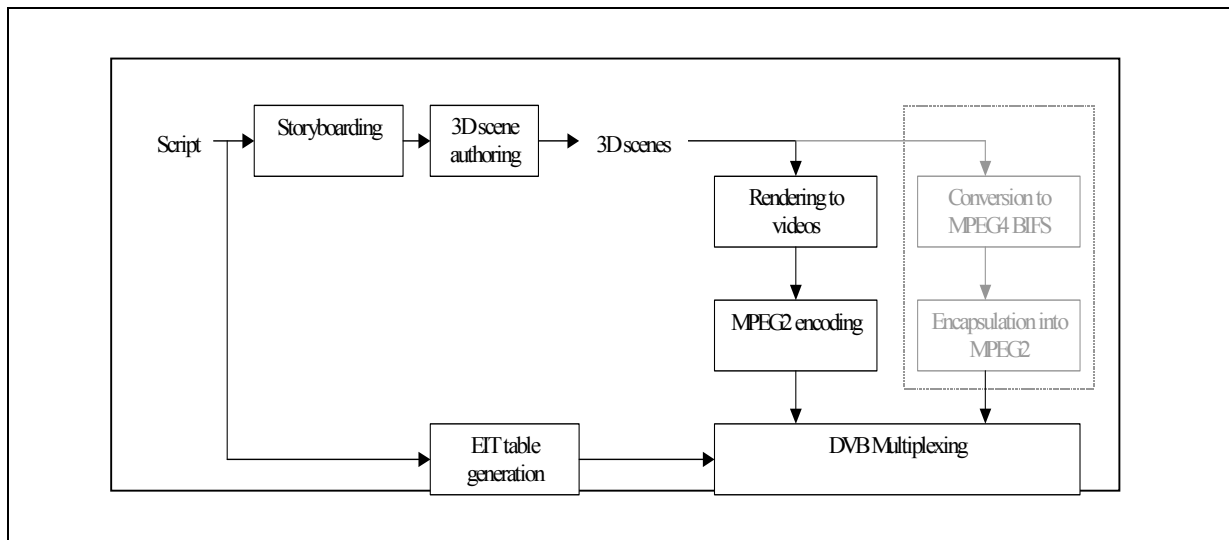 Script
Storyboarding
3D scene
authoring
3D scenes
Rendering to
videos
Conversion to
MPEG4 BIFS
MPEG2 encoding
Encapsulation into
MPEG2
EIT table
generation
DVB Multiplexing